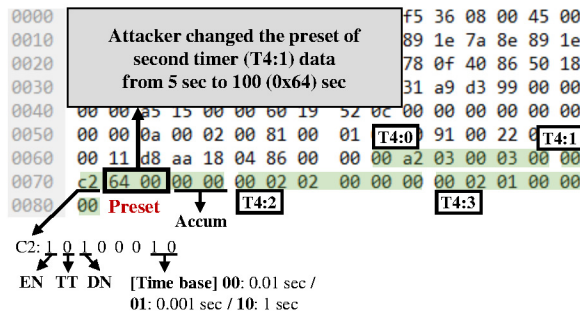 0000 f5 36 08 00 45 00
0010 89 1e 7a 8e 89 1e
0020 78 0f 40 86 50 18
0030 31 a9 d3 99 00 00
Attacker changed the preset of
second timer (T4:1) data
from 5 sec to 100 (0x64) sec
0040 00 00 a5 15 00 00 60 19 52 0c 00 00 00 00 00 00
0050 00 00 0a 00 02 00 81 00 01 T4:0 91 00 22 T4:1
0060 00 11 d8 aa 18 04 86 00 00 00 a2 03 00 03 00 00
0070 c2 64 00 00 00 00 02 02 00 00 00 00 02 01 00 00
0080 00 Preset T4:2 T4:3
Accum
C2: 1 0 1 0 0 0 1 0
EN TT DN [Time base] 00: 0.01 sec /
01: 0.001 sec / 10: 1 sec